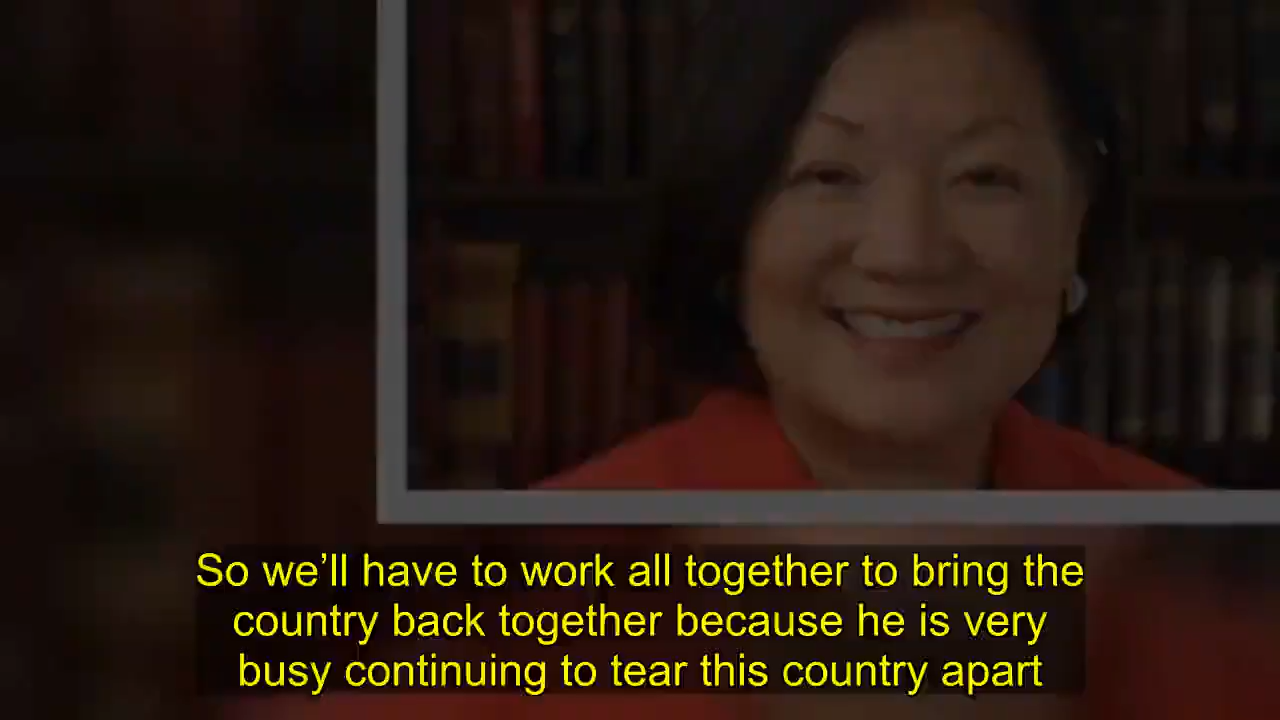 So we’ll have to work all together to bring the
country back together because he is very
busy continuing to tear this country apart